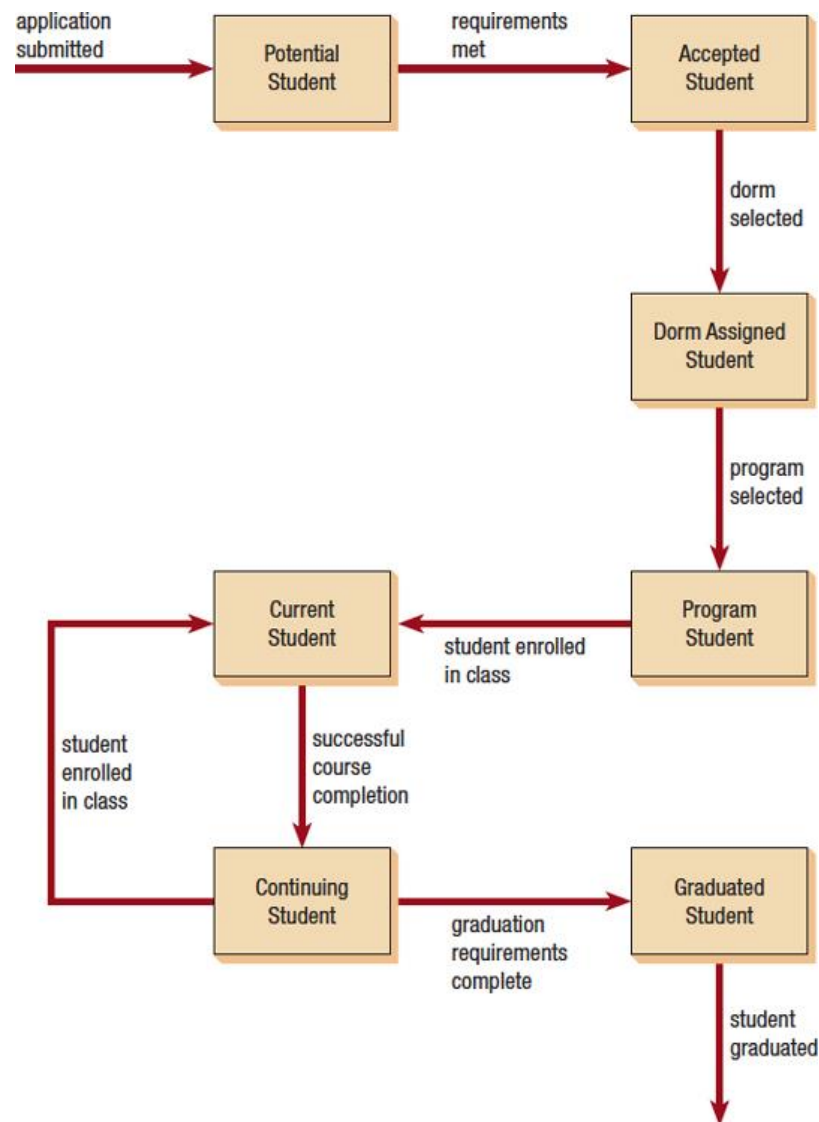 application
submitted
Potential
Student
requirements
met
Accepted
Student
dorm
selected
Dorm Assigned
Student
program
selected
Program
Student
student enrolled
in class
Current
Student
student
enrolled
in class
successful
course
completion
Continuing
Student
graduation
requirements
complete
Graduated
Student
student
graduated